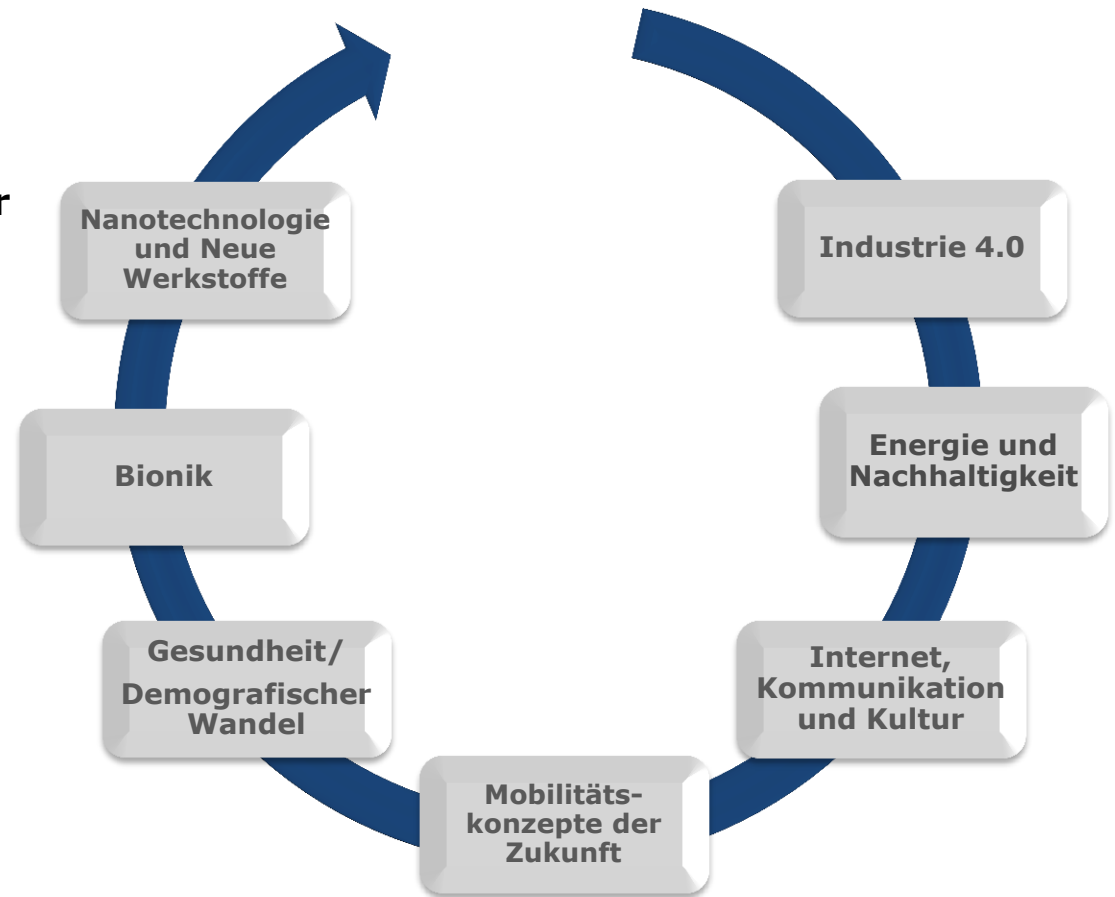 r
Industrie 4.0
Energie und
Nachhaltigkeit
Internet,
Kommunikation
und Kultur
Mobilitäts-
konzepte der
Zukunft
Gesundheit/
Demografischer
Wandel
Bionik
Nanotechnologie
und Neue
Werkstoffe